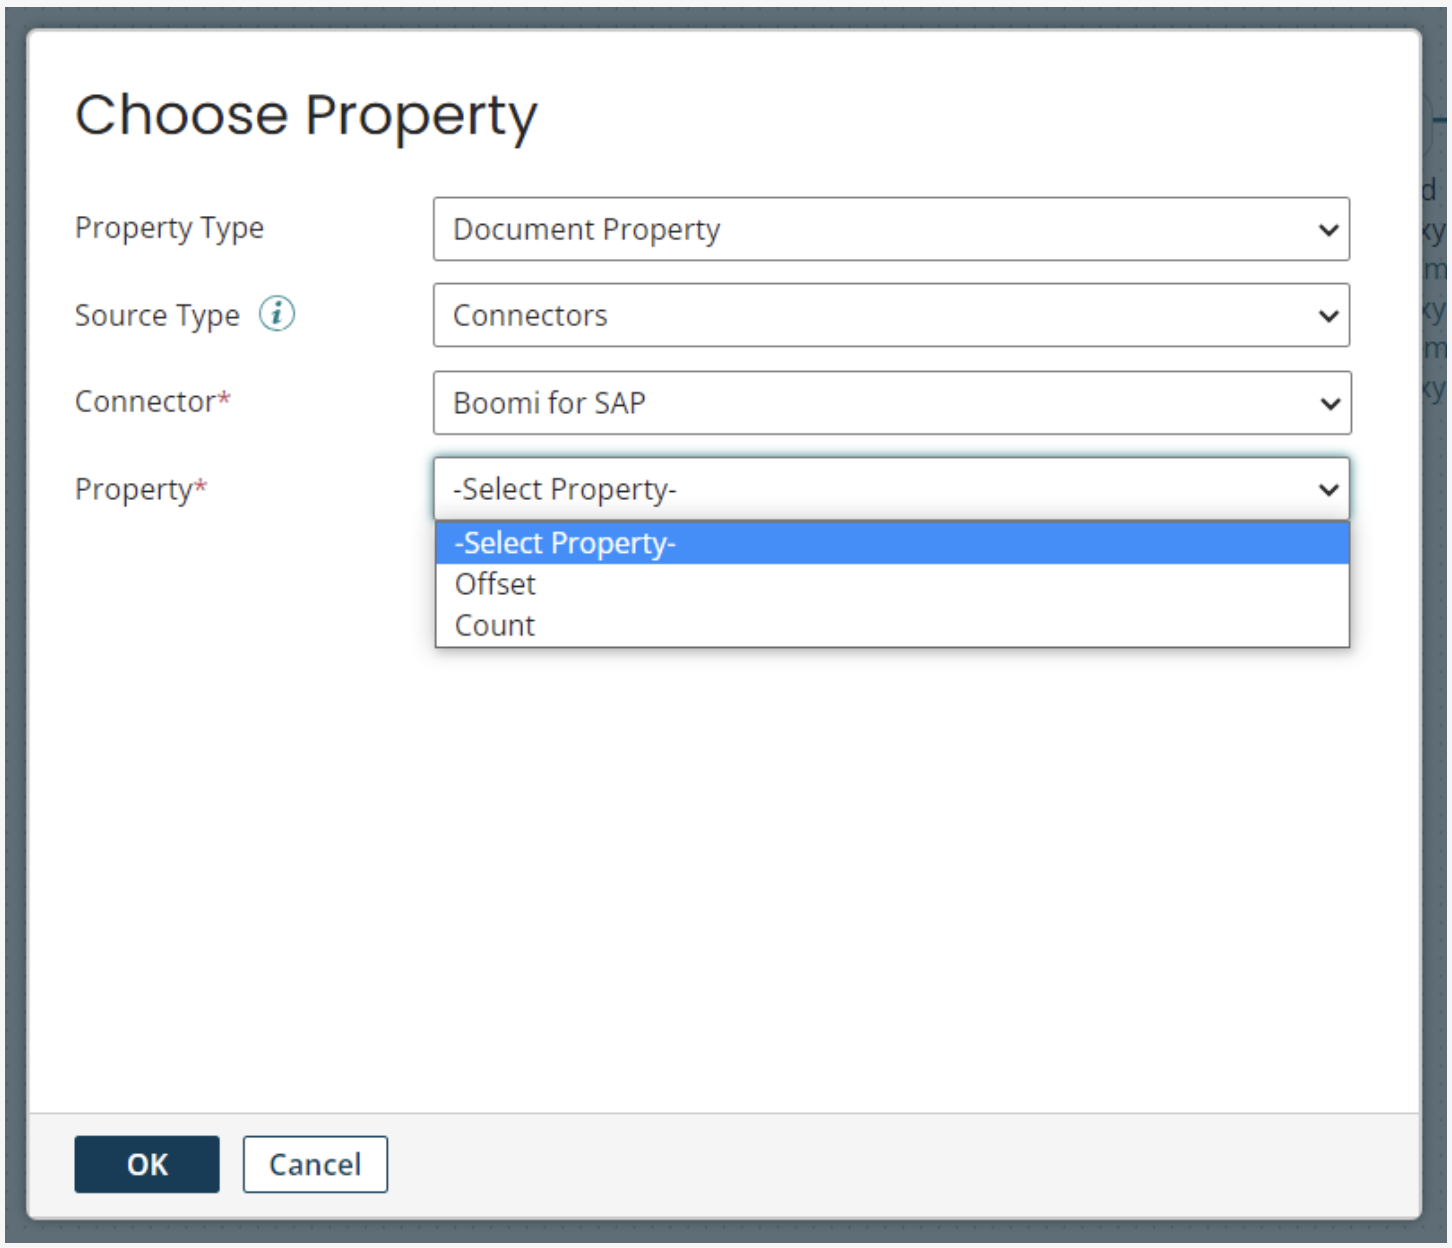 Choose Property
Property Type
Document Property
Source Type i
Connectors
Connector*
Boomi for SAP
Property*
-Select Property-
-Select Property-
Offset
Count
OK
Cancel